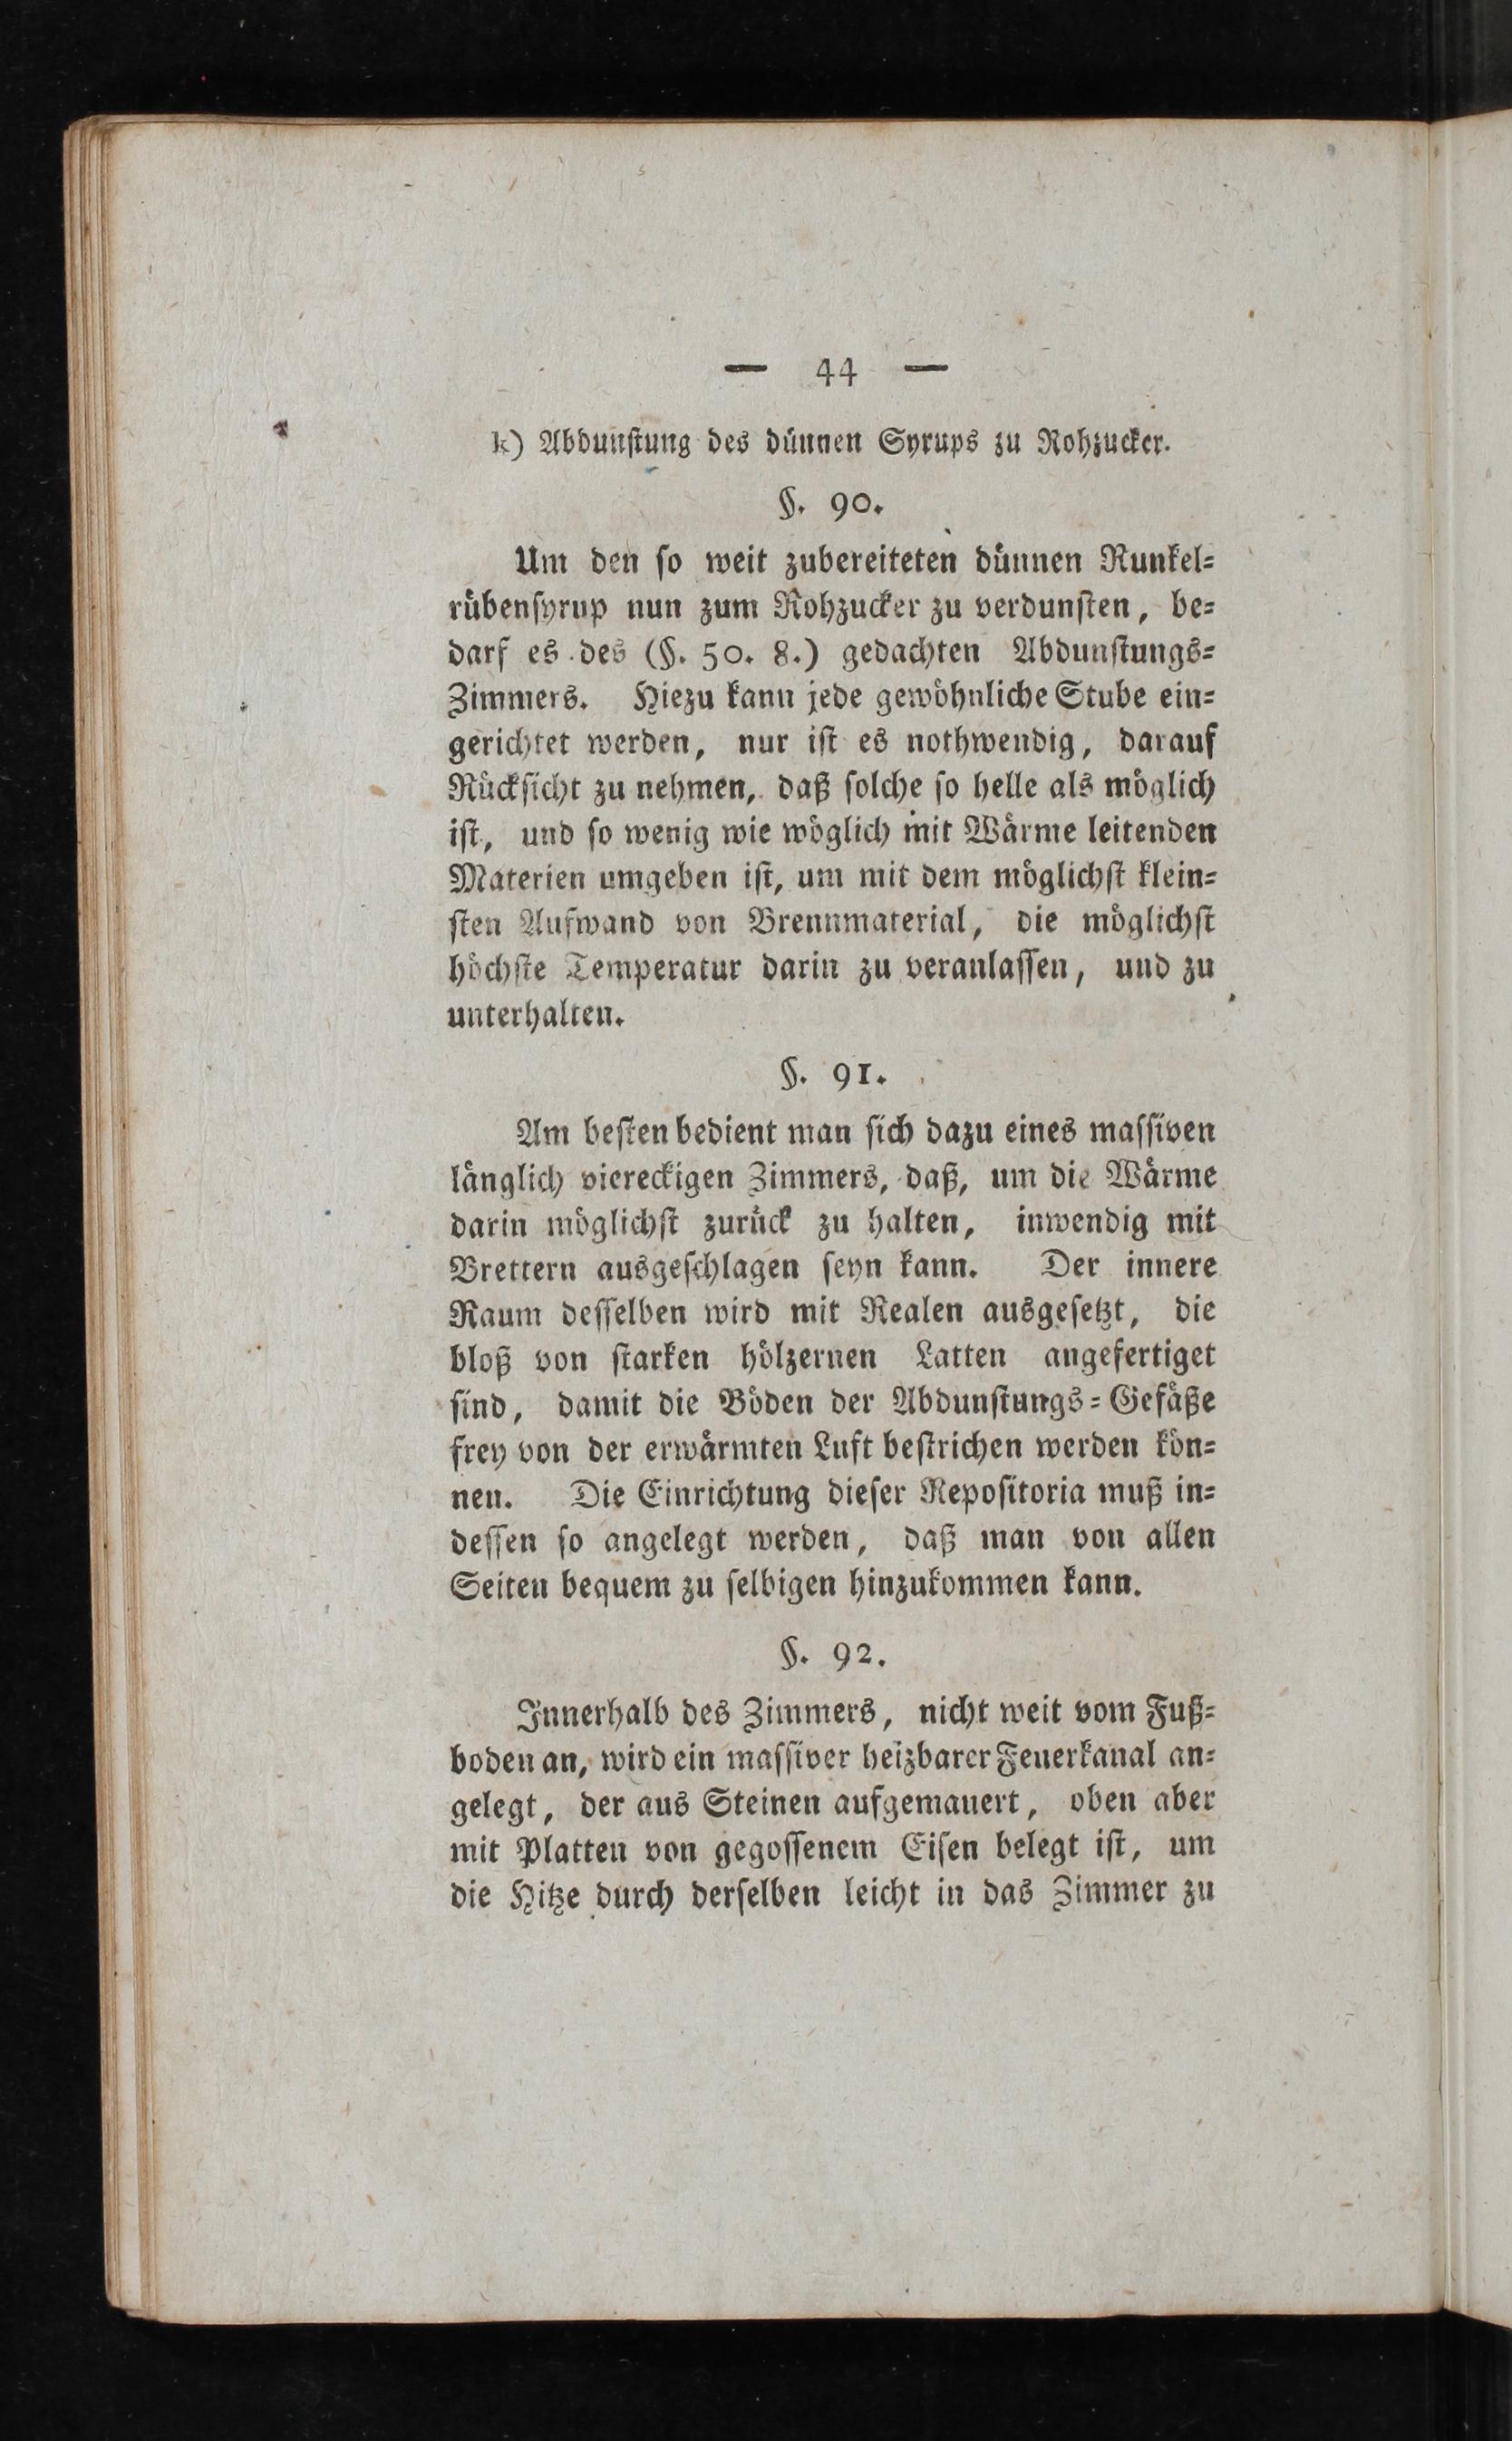 — 44 —
k) Abdunſtung des dünnen Syrups zu Rohzucker.
§. 90.
Um den ſo weit zubereiteten dünnen Runkel⸗
rübenſyrup nun zum Rohzucker zu verdunſten, be⸗
darf es des (§. 50. 8.) gedachten Abdunſtungs⸗
Zimmers. Hiezu kann jede gewöhnliche Stube ein⸗
gerichtet werden, nur iſt es nothwendig, darauf
Rückſicht zu nehmen, daß ſolche ſo helle als möglich
iſt, und ſo wenig wie wöglich mit Wärme leitenden
Materien umgeben iſt, um mit dem möglichſt klein⸗
ſten Aufwand von Brennmaterial, die möglichſt
höchſte Temperatur darin zu veranlaſſen, und zu
unterhalten.
§. 91.
Am beſten bedient man ſich dazu eines maſſiven
länglich viereckigen Zimmers, daß, um die Wärme
darin möglichſt zurück zu halten, inwendig mit
Brettern ausgeſchlagen ſeyn kann. Der innere
Raum deſſelben wird mit Realen ausgeſetzt, die
bloß von ſtarken hölzernen Latten angefertiget
ſind, damit die Böden der Abdunſtungs⸗Gefäße
frey von der erwärmten Luft beſtrichen werden kön⸗
nen. Die Einrichtung dieſer Repoſitoria muß in⸗
deſſen ſo angelegt werden, daß man von allen
Seiten bequem zu ſelbigen hinzukommen kann.
§. 92.
Innerhalb des Zimmers, nicht weit vom Fuß⸗
boden an, wird ein maſſiver heizbarer Feuerkanal an⸗
gelegt, der aus Steinen aufgemauert, oben aber
mit Platten von gegoſſenem Eiſen belegt iſt, um
die Hitze durch derſelben leicht in das Zimmer zu